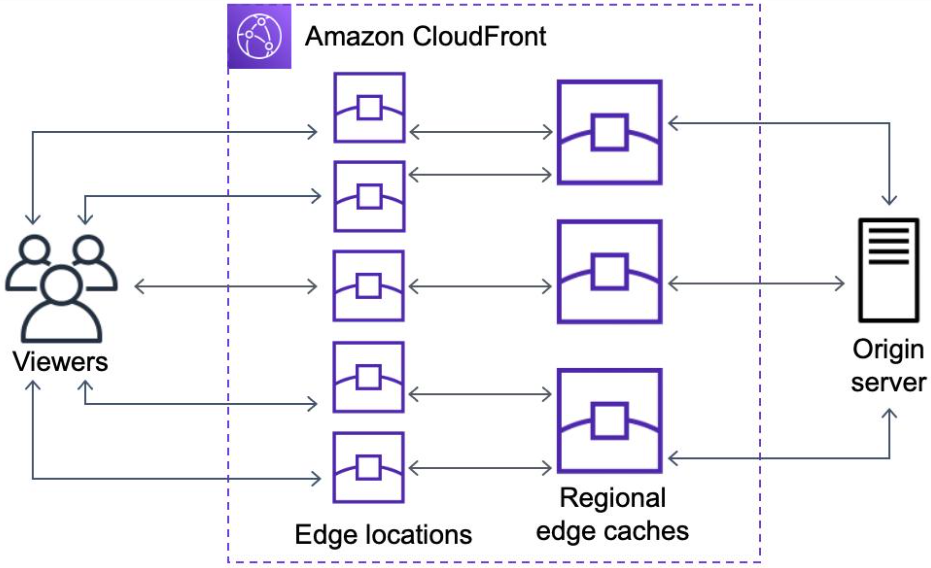 Amazon CloudFront
Viewers
Edge locations
Regional
edge caches
Origin
server